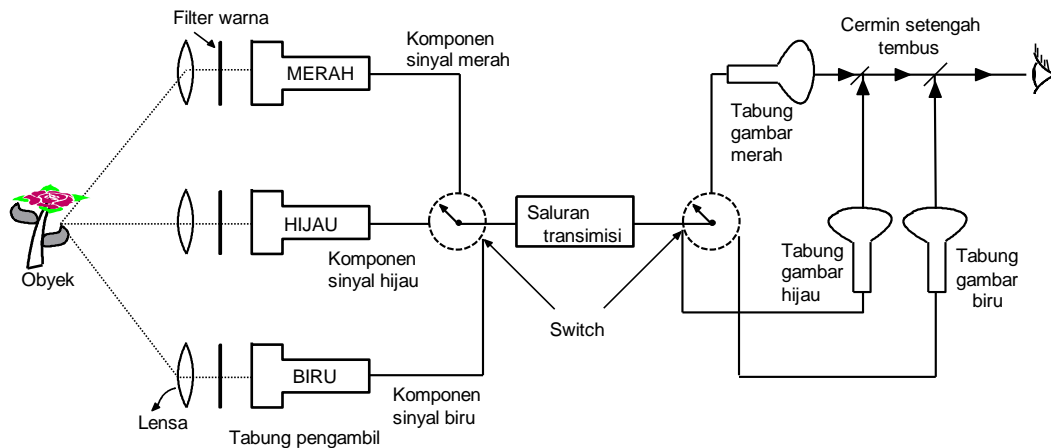 Filter warna
MERAH
Komponen
sinyal merah
Cermin setengah
tembus
Tabung
gambar
merah
Obyek
HIJAU
Komponen
sinyal hijau
Saluran
transimisi
Switch
Tabung
gambar
hijau
Tabung
gambar
biru
BIRU
Komponen
sinyal biru
Lensa
Tabung pengambil